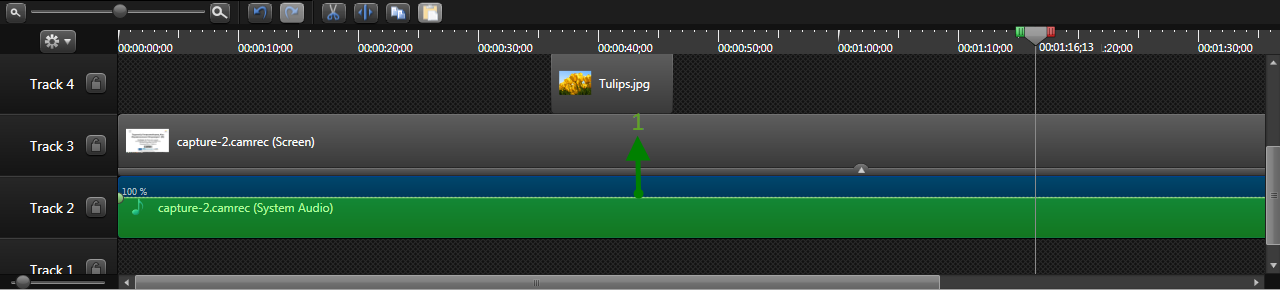 00:00:00;00 00:00:10;00 00:00:20;00 00:00:30;00 00:00:40;00 00:00:50;00 00:01:00;00 00:01:10;00 00:01:16;13 :20;00 00:01:30;00
Track 4 Tulips.jpg
1
Track 3 capture-2.camrec (Screen)
100 %
Track 2 capture-2.camrec (System Audio)
Track 1